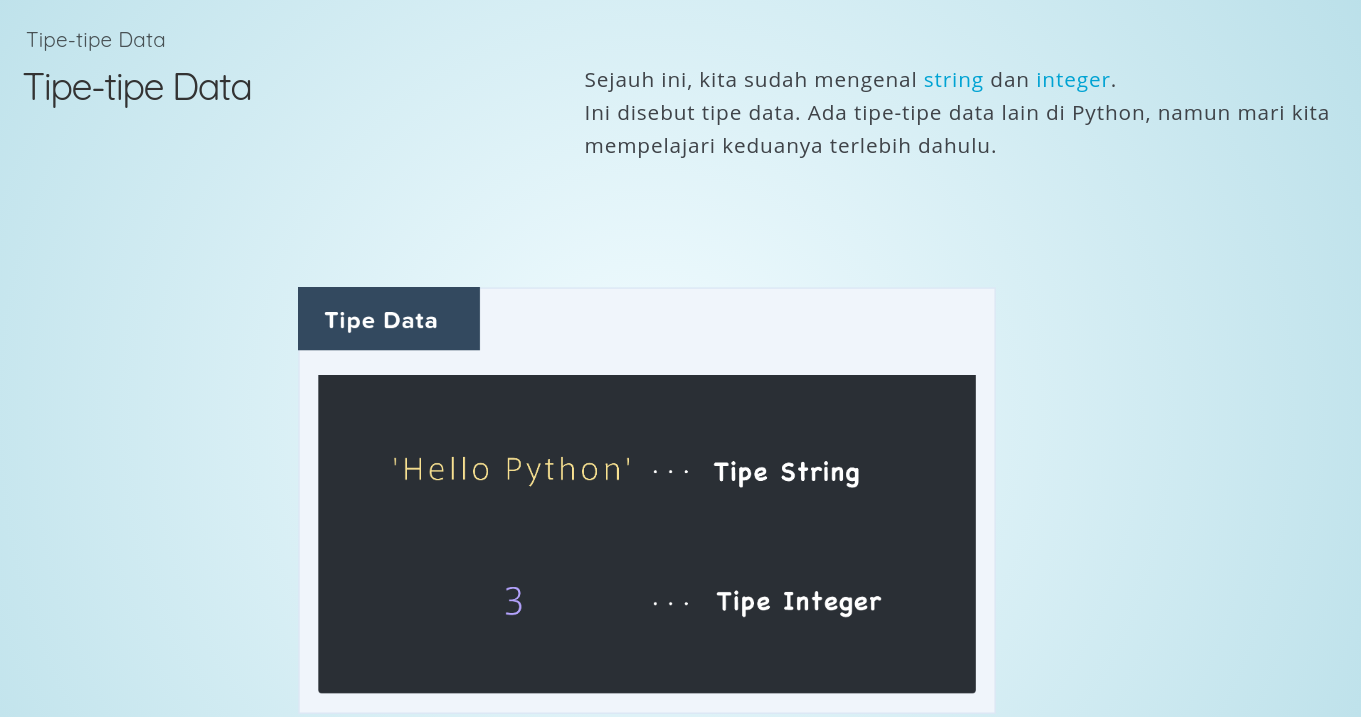 Tipe-tipe Data
Tipe-tipe Data
Sejauh ini, kita sudah mengenal string dan integer.
Ini disebut tipe data. Ada tipe-tipe data lain di Python, namun mari kita
mempelajari keduanya terlebih dahulu.
Tipe Data
'Hello Python' ··· Tipe String
3 ··· Tipe Integer